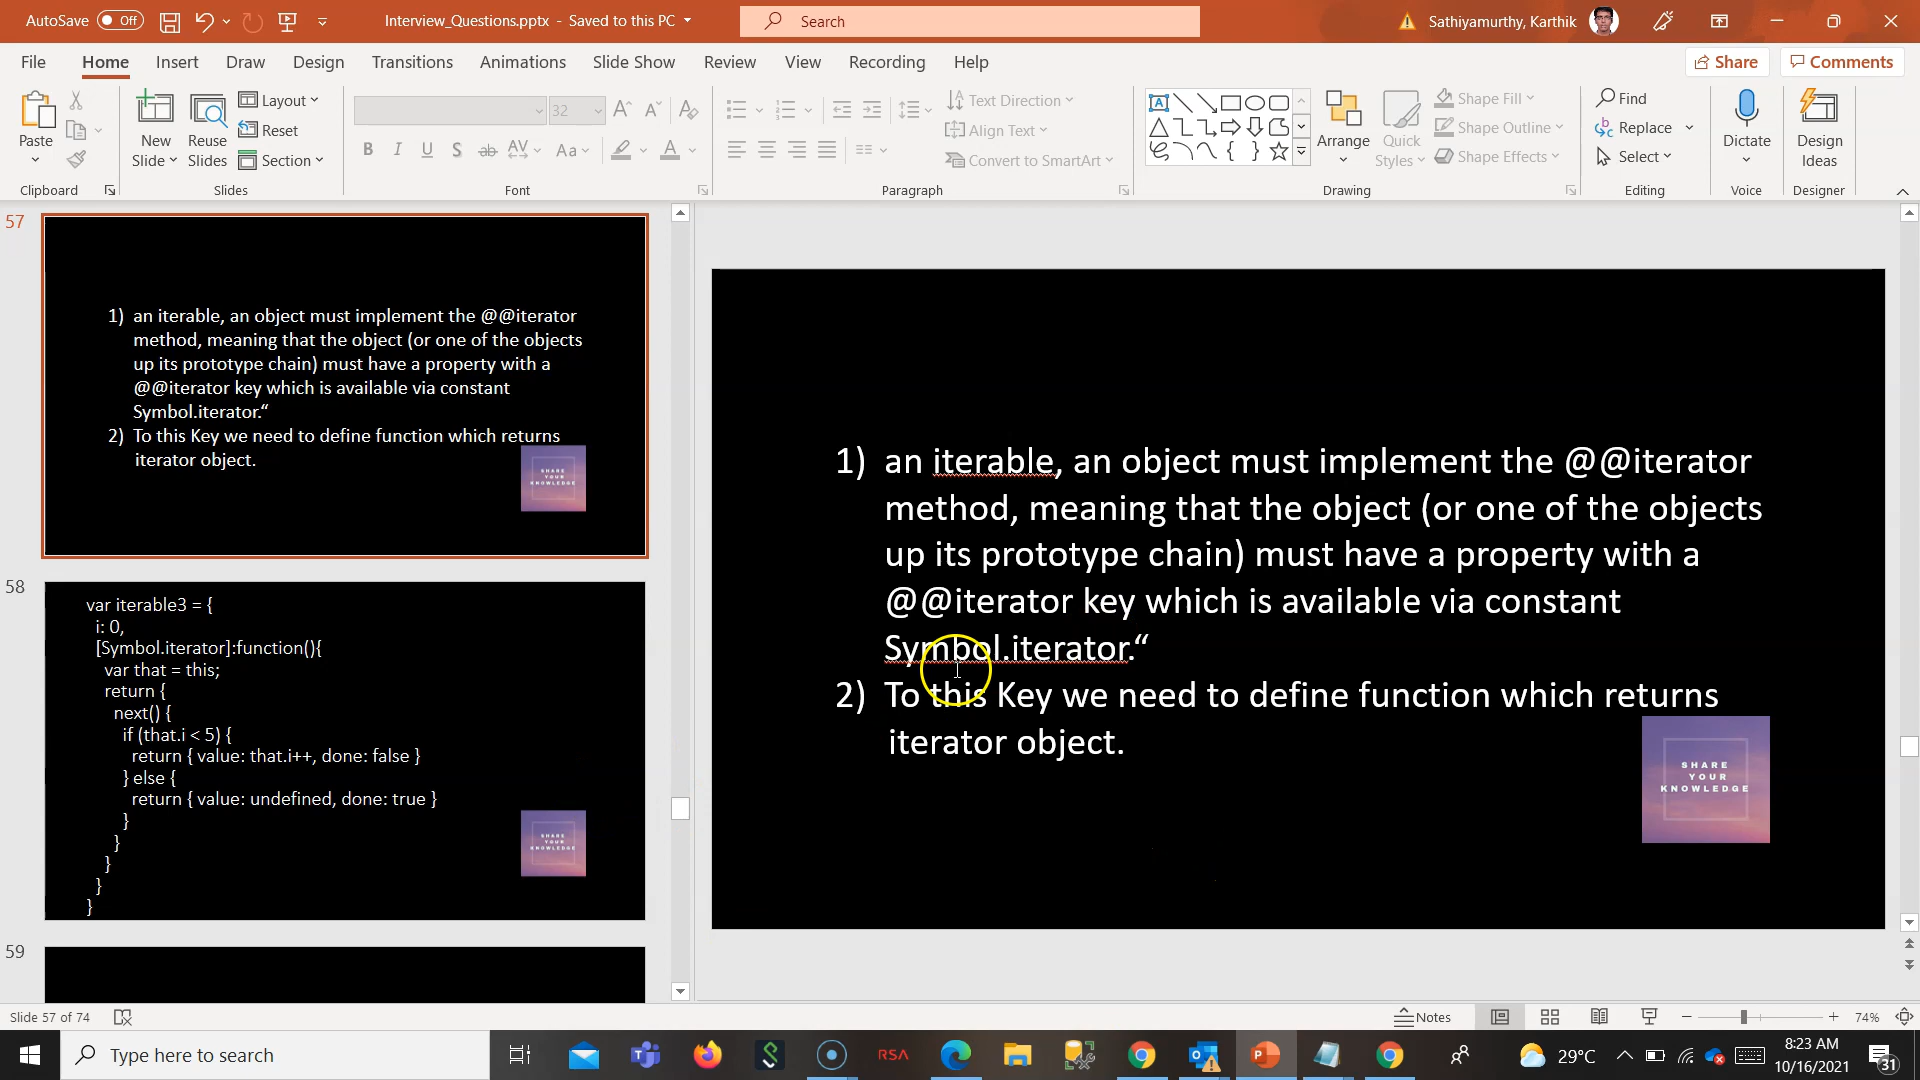 AutoSave Off
Interview_Questions.pptx - Saved to this PC
Search
Sathiyamurthy, Karthik
File Home Insert Draw Design Transitions Animations Slide Show Review View Recording Help
Share Comments
Paste
Clipboard
New Slide
Reuse Slides
Layout
Reset
Section
Slides
32
B I U S ab AV Aa A
Font
Text Direction
Align Text
Convert to SmartArt
Paragraph
Arrange
Quick Styles
Shape Fill
Shape Outline
Shape Effects
Drawing
Find
Replace
Select
Editing
Dictate
Voice
Design Ideas
Designer
57
1) an iterable, an object must implement the @@iterator
method, meaning that the object (or one of the objects
up its prototype chain) must have a property with a
@@iterator key which is available via constant
Symbol.iterator.“
2) To this Key we need to define function which returns
iterator object.
SHARE
YOUR
KNOWLEDGE
58
var iterable3 = {
i: 0,
[Symbol.iterator]:function(){
var that = this;
return {
next() {
if (that.i < 5) {
return { value: that.i++, done: false }
} else {
return { value: undefined, done: true }
}
}
}
}
}
SHARE
YOUR
KNOWLEDGE
59
1) an iterable, an object must implement the @@iterator
method, meaning that the object (or one of the objects
up its prototype chain) must have a property with a
@@iterator key which is available via constant
Symbol.iterator.“
2) To this Key we need to define function which returns
iterator object.
SHARE
YOUR
KNOWLEDGE
Slide 57 of 74
Notes
74%
Type here to search
RSA
29°C
8:23 AM
10/16/2021
31